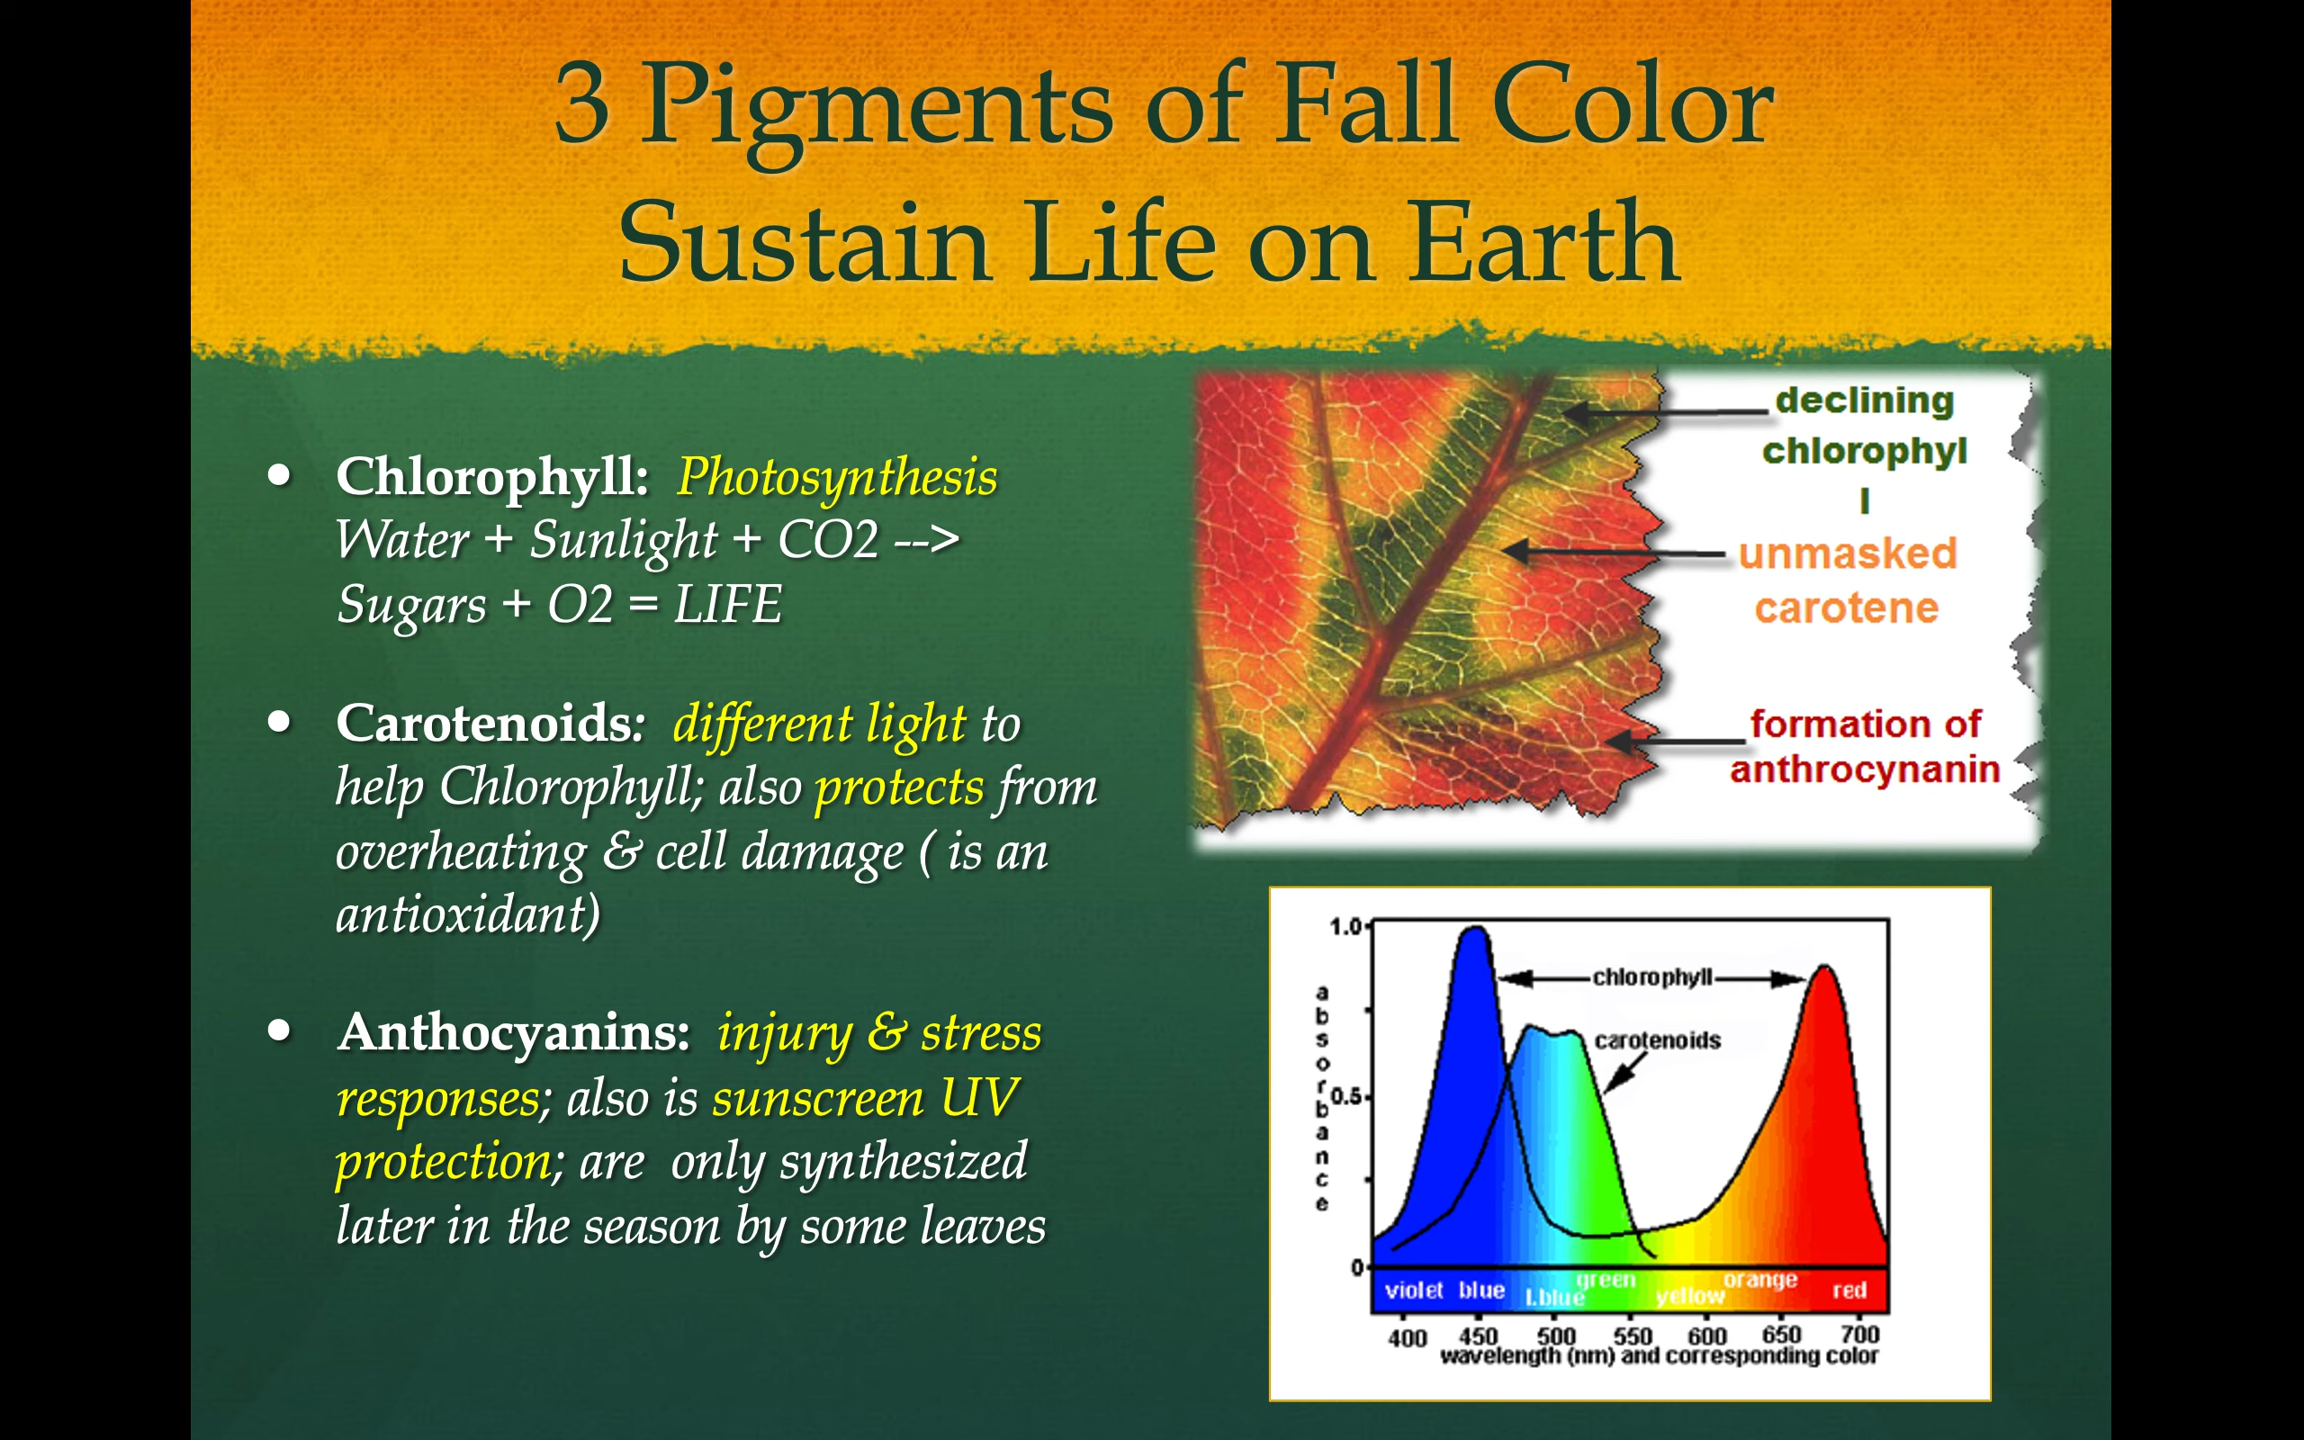 3 Pigments of Fall Color
Sustain Life on Earth
• Chlorophyll: Photosynthesis
Water + Sunlight + CO2 -->
Sugars + O2 = LIFE
• Carotenoids: different light to
help Chlorophyll; also protects from
overheating & cell damage ( is an
antioxidant)
• Anthocyanins: injury & stress
responses; also is sunscreen UV
protection; are only synthesized
later in the season by some leaves
declining
chlorophyl
l
unmasked
carotene
formation of
anthrocynanin
1.0
chlorophyll
carotenoids
absorbance
0.5
0
violet blue l.blue green yellow orange red
400 450 500 550 600 650 700
wavelength (nm) and corresponding color